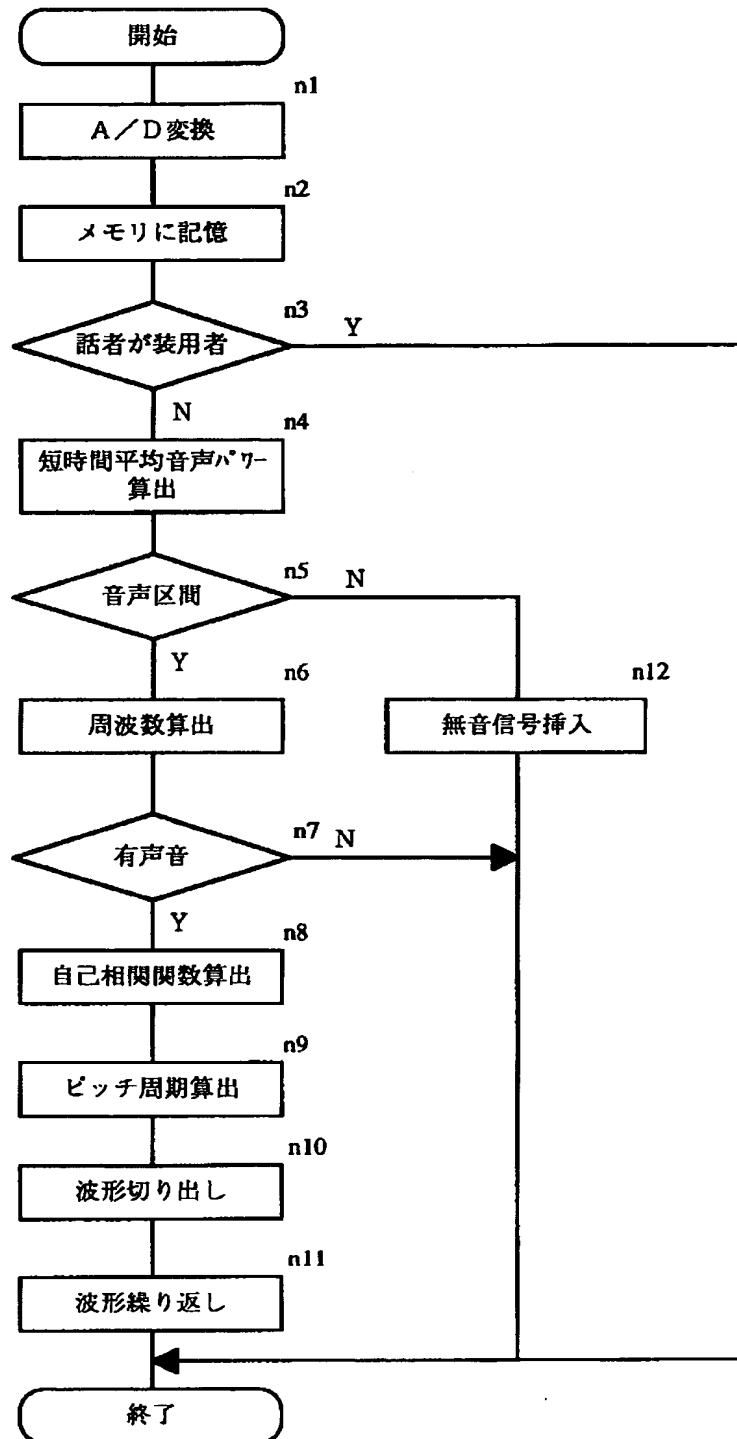 開始
n1
A/D変換
n2
メモリに記憶
n3
話者が装用者
Y
N
n4
短時間平均音声パワー
算出
n5
音声区間
N
Y
n6
周波数算出
n12
無音信号挿入
n7
有声音
N
Y
n8
自己相関関数算出
n9
ピッチ周期算出
n10
波形切り出し
n11
波形繰り返し
終了